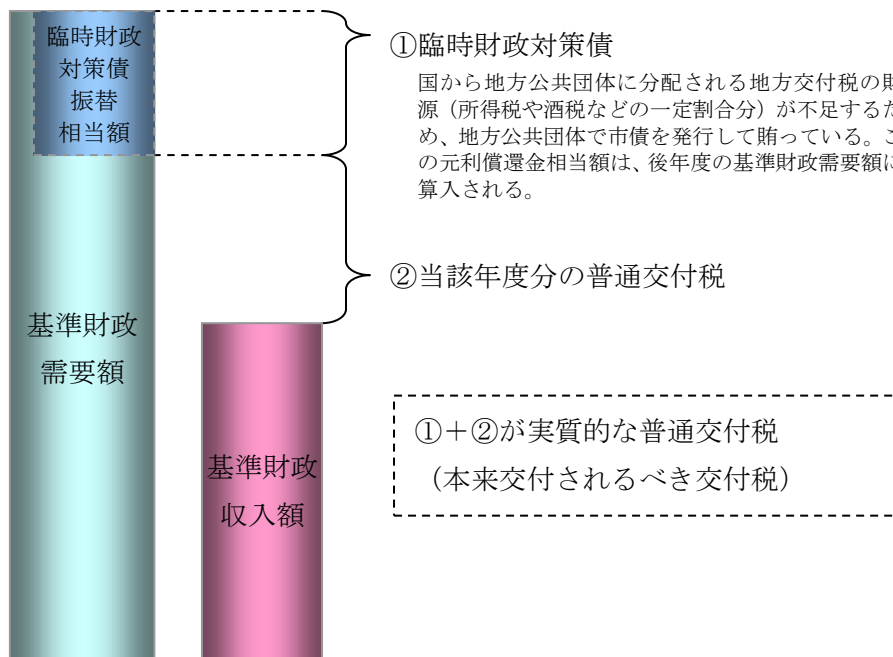 臨時財政
対策債
振替
相当額
①臨時財政対策債
国から地方公共団体に分配される地方交付税の財
源（所得税や酒税などの一定割合分）が不足するた
め、地方公共団体で市債を発行して賄っている。こ
の元利償還金相当額は、後年度の基準財政需要額に
算入される。
②当該年度分の普通交付税
基準財政
需要額
基準財政
収入額
①＋②が実質的な普通交付税
（本来交付されるべき交付税）